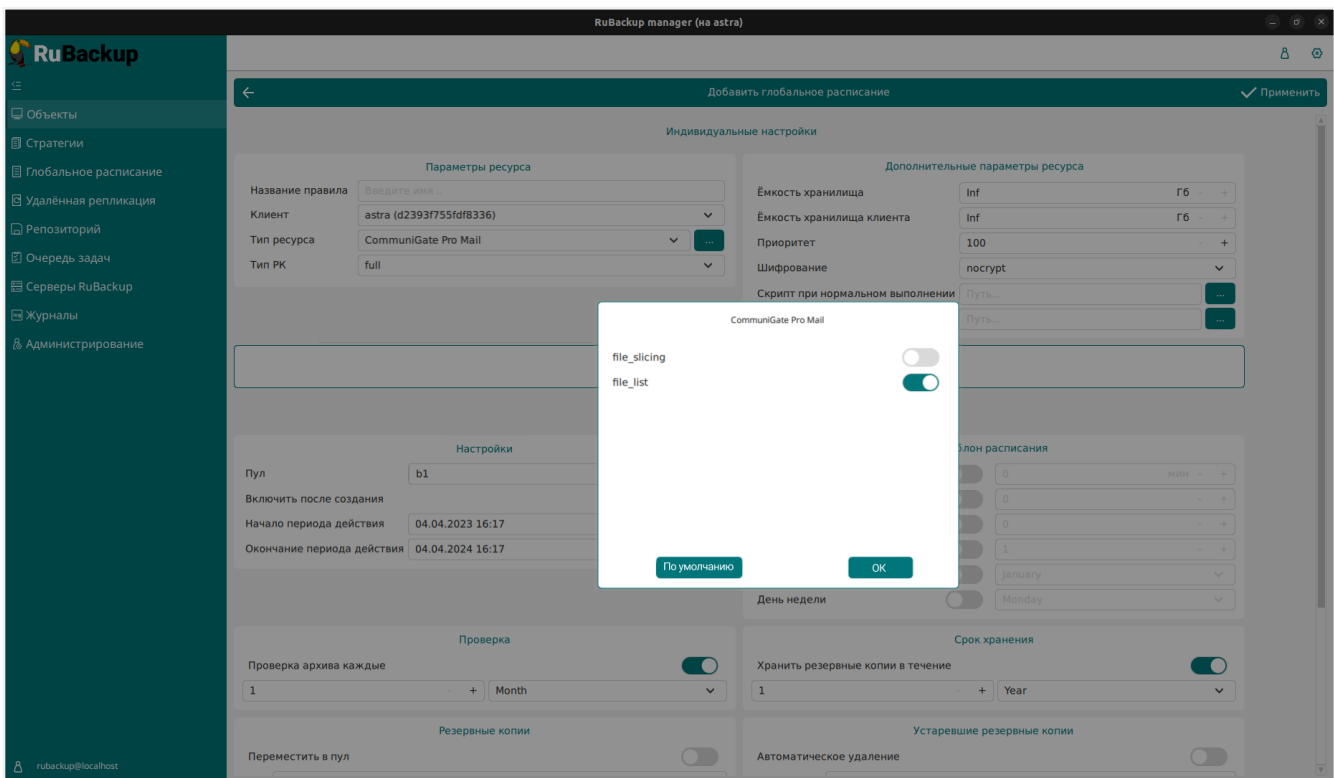 RuBackup manager (на astra)
RuBackup
Объекты
Стратегии
Глобальное расписание
Удалённая репликация
Репозиторий
Очередь задач
Серверы RuBackup
Журналы
Администрирование
rubackup@localhost
Добавить глобальное расписание
Применить
Индивидуальные настройки
Параметры ресурса
Название правила Введите имя ..
Клиент astra (d2393f755fdf8336)
Тип ресурса CommuniGate Pro Mail ...
Тип РК full
Дополнительные параметры ресурса
Ёмкость хранилища Inf Гб - +
Ёмкость хранилища клиента Inf Гб - +
Приоритет 100 - +
Шифрование nocrypt
Скрипт при нормальном выполнении Путь... ...
Путь... ...
CommuniGate Pro Mail
file_slicing
file_list
По умолчанию OK
Настройки
Пул b1
Включить после создания
Начало периода действия 04.04.2023 16:17
Окончание периода действия 04.04.2024 16:17
блон расписания
0 мин - +
0 - +
0 - +
1 - +
January
День недели Monday
Проверка
Проверка архива каждые
1 - + Month
Срок хранения
Хранить резервные копии в течение
1 - + Year
Резервные копии
Переместить в пул
Устаревшие резервные копии
Автоматическое удаление